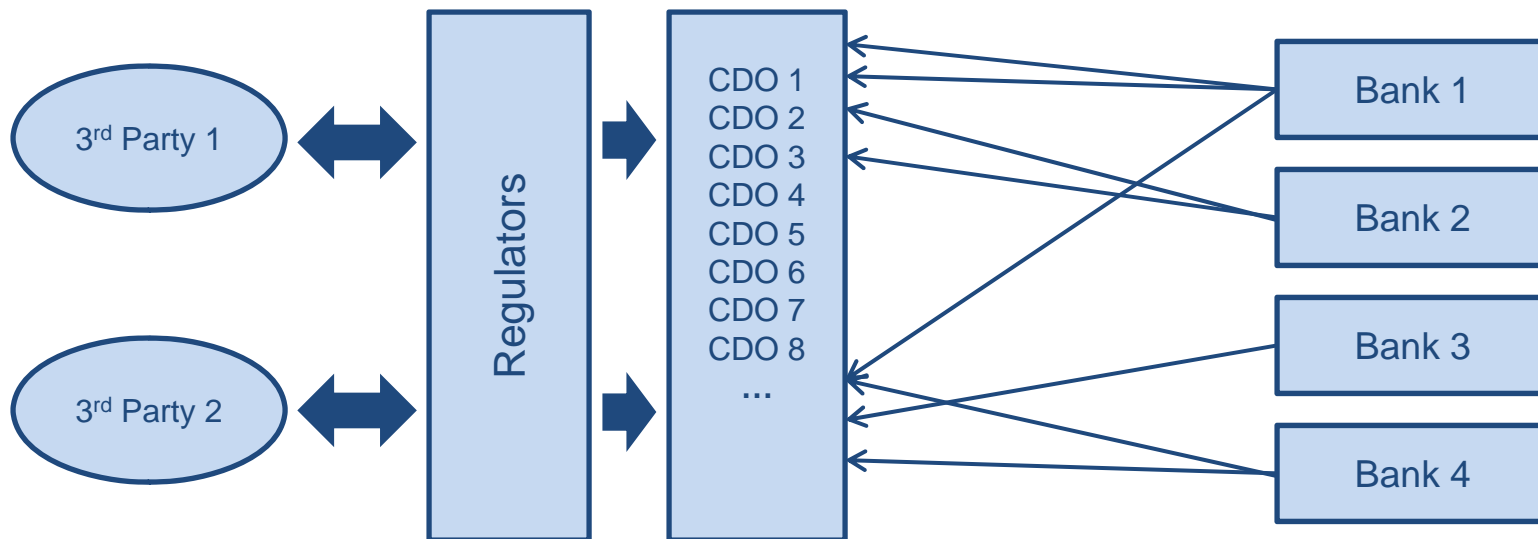 3rd Party 1
3rd Party 2
Regulators
CDO 1
CDO 2
CDO 3
CDO 4
CDO 5
CDO 6
CDO 7
CDO 8
...
Bank 1
Bank 2
Bank 3
Bank 4